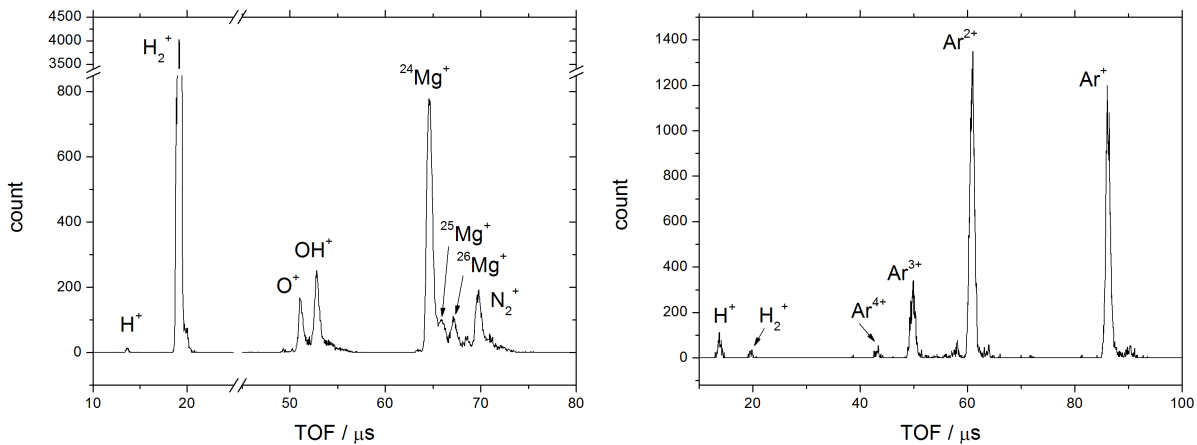 4500
4000
3500
800
600
400
200
0
count
10
20
50
60
70
80
TOF / μs
H⁺
H₂⁺
O⁺
OH⁺
²⁴Mg⁺
²⁵Mg⁺
²⁶Mg⁺
N₂⁺
1400
1200
1000
800
600
400
200
0
count
20
40
60
80
100
TOF / μs
H⁺
H₂⁺
Ar⁴⁺
Ar³⁺
Ar²⁺
Ar⁺